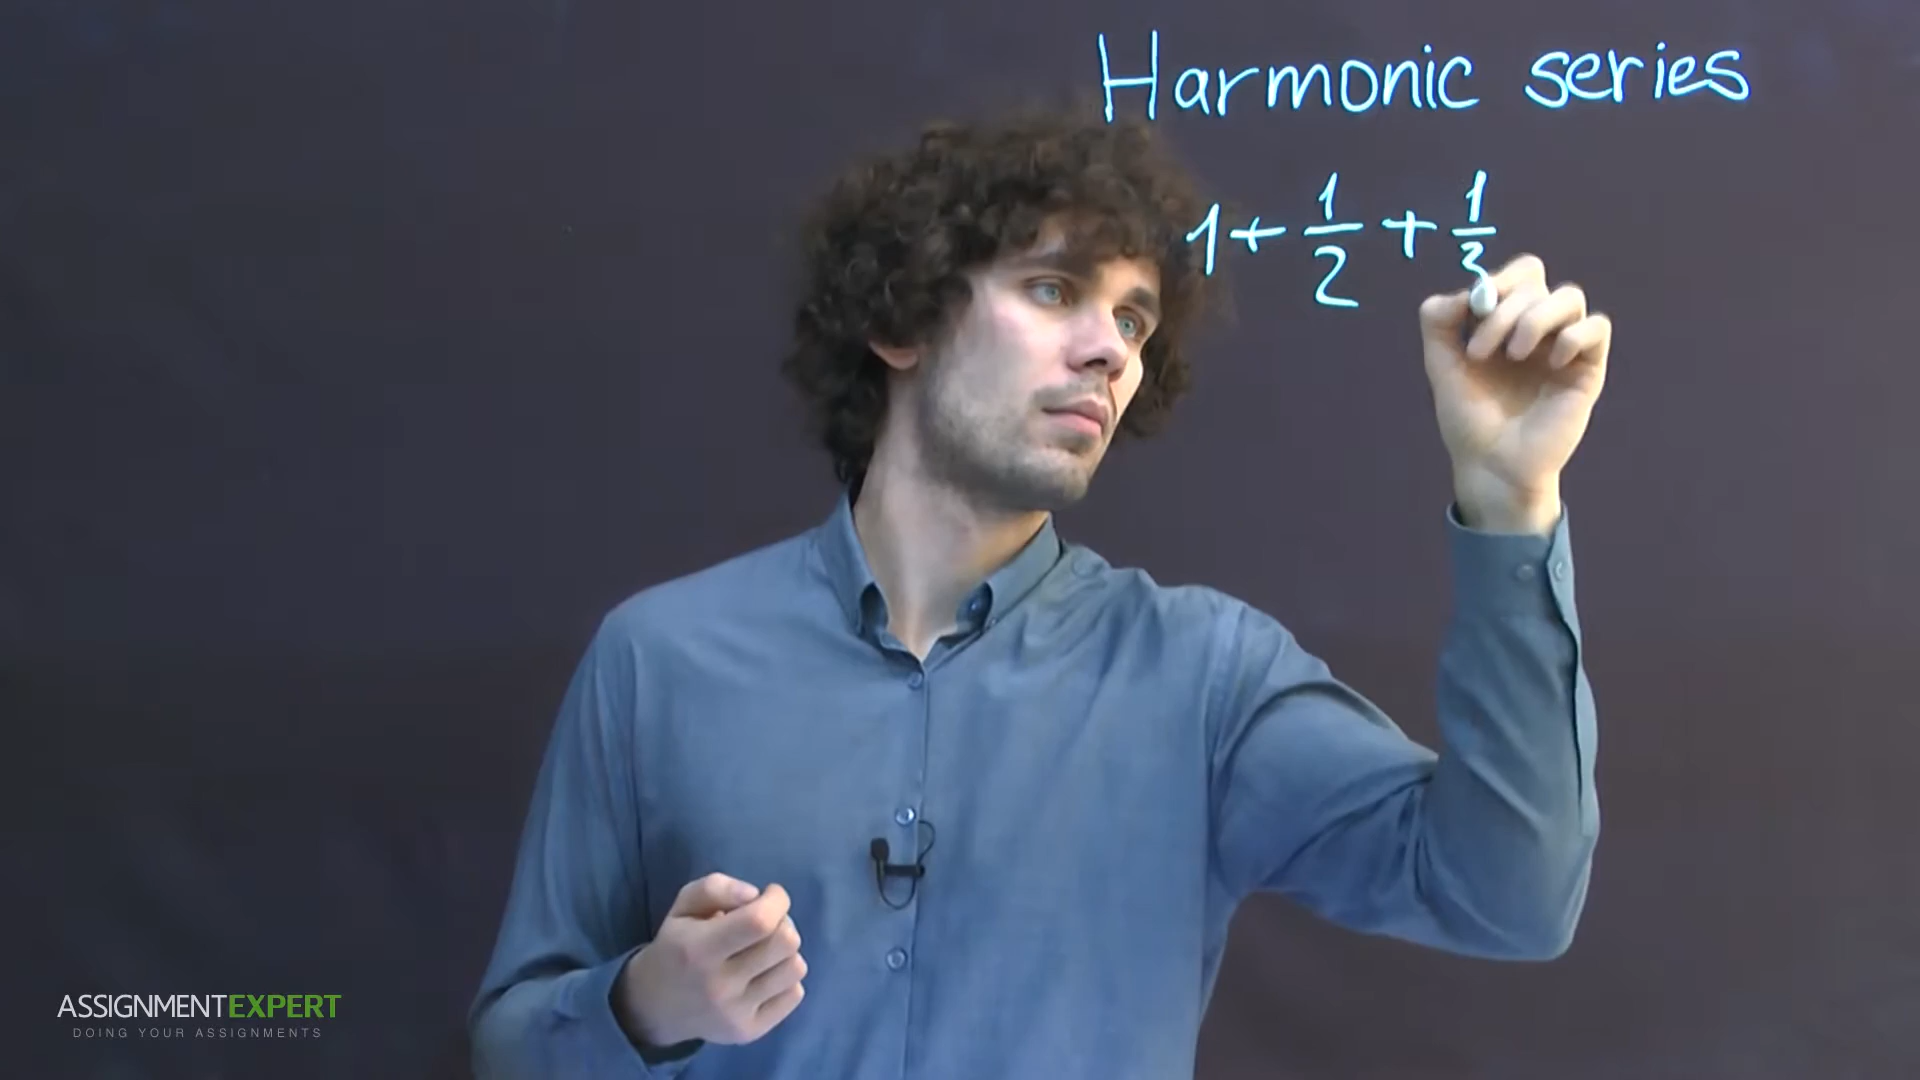 Harmonic series
1 + 1/2 + 1/3
ASSIGNMENTEXPERT
DOING YOUR ASSIGNMENTS